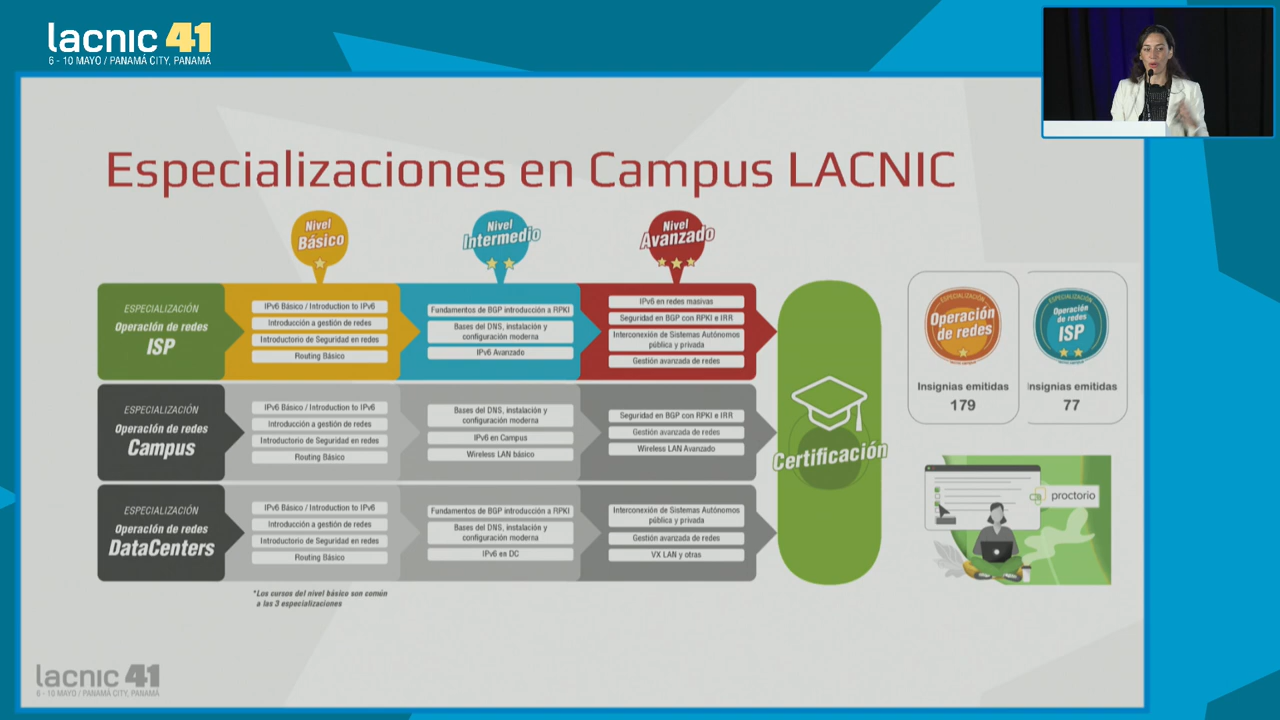 lacnic 41
6 - 10 MAYO / PANAMÁ CITY, PANAMÁ
Especializaciones en Campus LACNIC
Nivel
Básico
Nivel
Intermedio
Nivel
Avanzado
ESPECIALIZACIÓN
Operación de redes
ISP
IPv6 Básico / Introduction to IPv6
Introducción a gestión de redes
Introductorio de Seguridad en redes
Routing Básico
Fundamentos de BGP introducción a RPKI
Bases del DNS, instalación y
configuración moderna
IPv6 Avanzado
IPv6 en redes masivas
Seguridad en BGP con RPKI e IRR
Interconexión de Sistemas Autónomos
pública y privada
Gestión avanzada de redes
ESPECIALIZACIÓN
Operación de redes
Campus
IPv6 Básico / Introduction to IPv6
Introducción a gestión de redes
Introductorio de Seguridad en redes
Routing Básico
Bases del DNS, instalación y
configuración moderna
IPv6 en Campus
Wireless LAN básico
Seguridad en BGP con RPKI e IRR
Gestión avanzada de redes
Wireless LAN Avanzado
ESPECIALIZACIÓN
Operación de redes
DataCenters
IPv6 Básico / Introduction to IPv6
Introducción a gestión de redes
Introductorio de Seguridad en redes
Routing Básico
Fundamentos de BGP introducción a RPKI
Bases del DNS, instalación y
configuración moderna
IPv6 en DC
Interconexión de Sistemas Autónomos
pública y privada
Gestión avanzada de redes
VX LAN y otras
*Los cursos del nivel básico son común
a las 3 especializaciones
Certificación
ESPECIALIZACIÓN
Operación
de redes
Insignias emitidas
179
ESPECIALIZACIÓN
Operación
de redes
ISP
nsignias emitidas
77
proctorio
lacnic 41
6 - 10 MAYO / PANAMÁ CITY, PANAMÁ